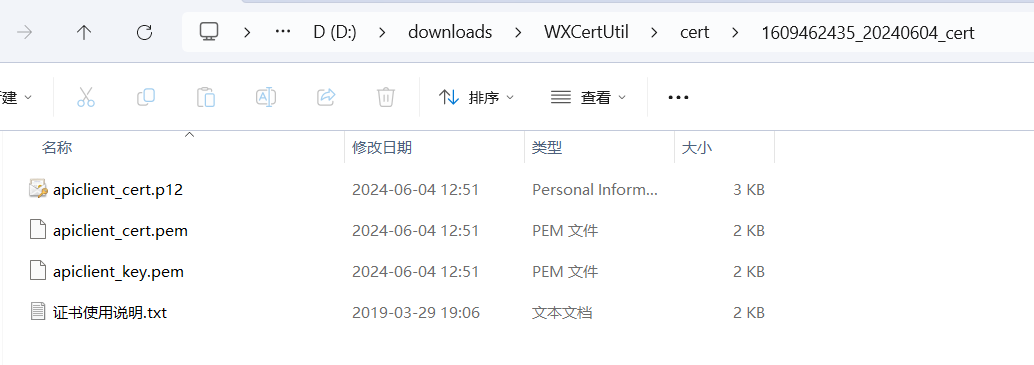 D (D:) downloads WXCertUtil cert 1609462435_20240604_cert
建 排序 查看
名称 修改日期 类型 大小
apiclient_cert.p12 2024-06-04 12:51 Personal Inform... 3 KB
apiclient_cert.pem 2024-06-04 12:51 PEM 文件 2 KB
apiclient_key.pem 2024-06-04 12:51 PEM 文件 2 KB
证书使用说明.txt 2019-03-29 19:06 文本文档 2 KB